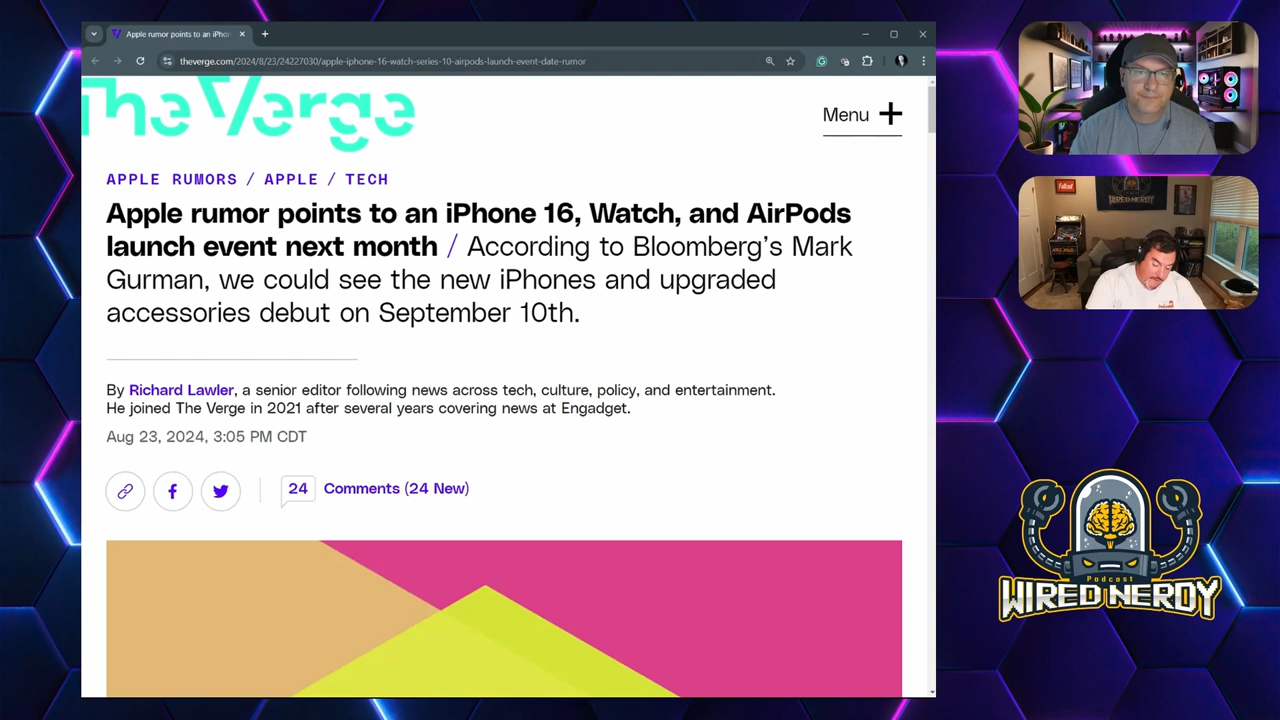 Apple rumor points to an iPhon
theverge.com/2024/8/23/24227030/apple-iphone-16-watch-series-10-airpods-launch-event-date-rumor
The Verge
Menu
APPLE RUMORS / APPLE / TECH
Apple rumor points to an iPhone 16, Watch, and AirPods
launch event next month / According to Bloomberg’s Mark
Gurman, we could see the new iPhones and upgraded
accessories debut on September 10th.
By Richard Lawler, a senior editor following news across tech, culture, policy, and entertainment.
He joined The Verge in 2021 after several years covering news at Engadget.
Aug 23, 2024, 3:05 PM CDT
24 Comments (24 New)
Fallout
WIRED NERDY
ARCADE
Podcast
WIRED NERDY